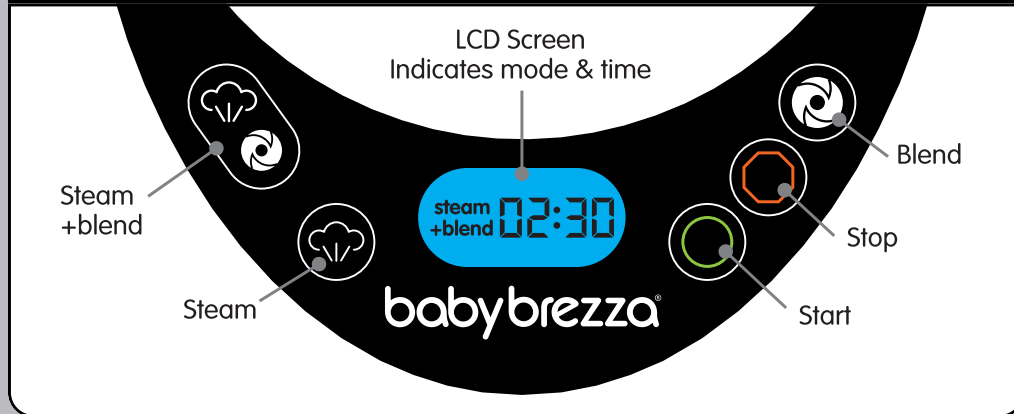 LCD Screen
Indicates mode & time
Blend
Steam
+blend
steam
+blend
02:30
Stop
Steam
babybrezza®
Start